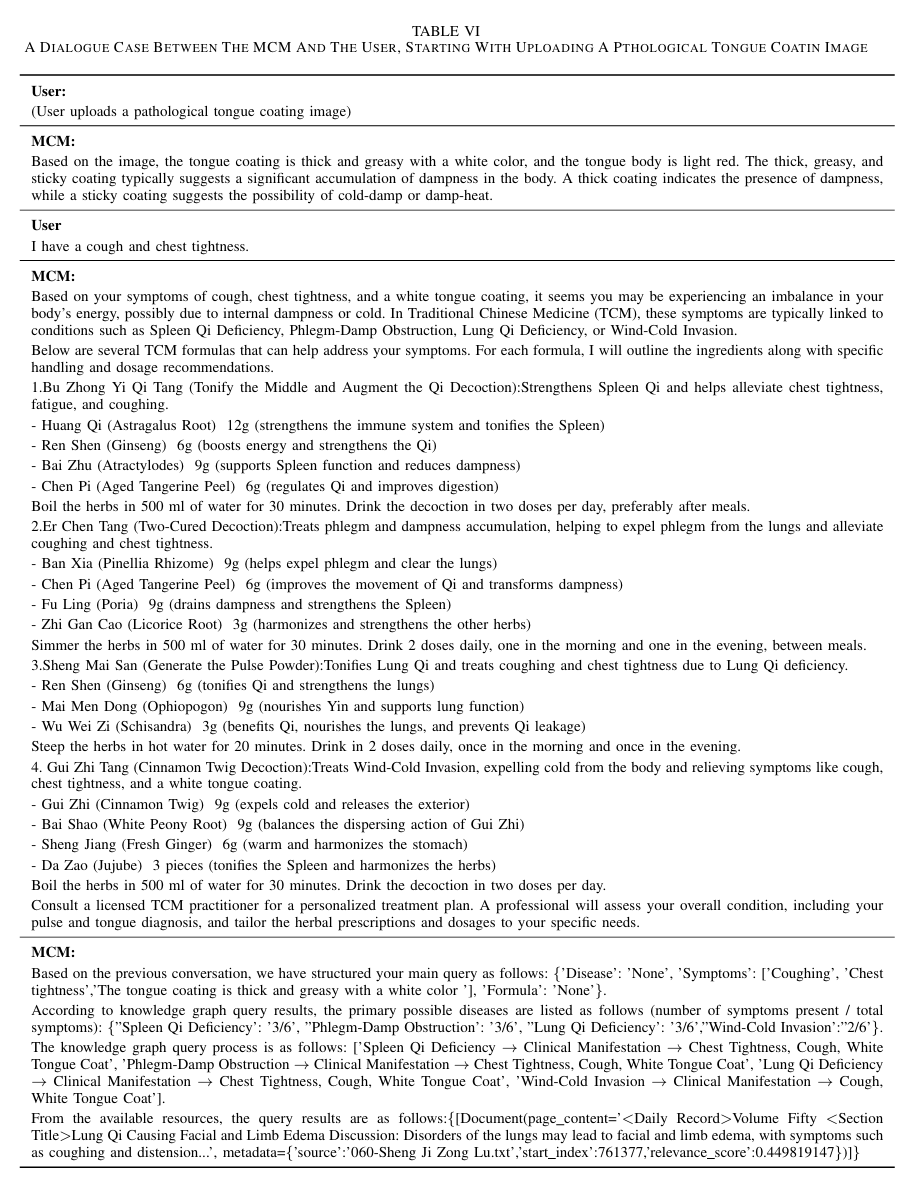 TABLE VI
A DIALOGUE CASE BETWEEN THE MCM AND THE USER, STARTING WITH UPLOADING A PTHOLOGICAL TONGUE COATIN IMAGE
User:
(User uploads a pathological tongue coating image)
MCM:
Based on the image, the tongue coating is thick and greasy with a white color, and the tongue body is light red. The thick, greasy, and
sticky coating typically suggests a significant accumulation of dampness in the body. A thick coating indicates the presence of dampness,
while a sticky coating suggests the possibility of cold-damp or damp-heat.
User
I have a cough and chest tightness.
MCM:
Based on your symptoms of cough, chest tightness, and a white tongue coating, it seems you may be experiencing an imbalance in your
body's energy, possibly due to internal dampness or cold. In Traditional Chinese Medicine (TCM), these symptoms are typically linked to
conditions such as Spleen Qi Deficiency, Phlegm-Damp Obstruction, Lung Qi Deficiency, or Wind-Cold Invasion.
Below are several TCM formulas that can help address your symptoms. For each formula, I will outline the ingredients along with specific
handling and dosage recommendations.
1.Bu Zhong Yi Qi Tang (Tonify the Middle and Augment the Qi Decoction):Strengthens Spleen Qi and helps alleviate chest tightness,
fatigue, and coughing.
- Huang Qi (Astragalus Root) 12g (strengthens the immune system and tonifies the Spleen)
- Ren Shen (Ginseng) 6g (boosts energy and strengthens the Qi)
- Bai Zhu (Atractylodes) 9g (supports Spleen function and reduces dampness)
- Chen Pi (Aged Tangerine Peel) 6g (regulates Qi and improves digestion)
Boil the herbs in 500 ml of water for 30 minutes. Drink the decoction in two doses per day, preferably after meals.
2.Er Chen Tang (Two-Cured Decoction):Treats phlegm and dampness accumulation, helping to expel phlegm from the lungs and alleviate
coughing and chest tightness.
- Ban Xia (Pinellia Rhizome) 9g (helps expel phlegm and clear the lungs)
- Chen Pi (Aged Tangerine Peel) 6g (improves the movement of Qi and transforms dampness)
- Fu Ling (Poria) 9g (drains dampness and strengthens the Spleen)
- Zhi Gan Cao (Licorice Root) 3g (harmonizes and strengthens the other herbs)
Simmer the herbs in 500 ml of water for 30 minutes. Drink 2 doses daily, one in the morning and one in the evening, between meals.
3.Sheng Mai San (Generate the Pulse Powder):Tonifies Lung Qi and treats coughing and chest tightness due to Lung Qi deficiency.
- Ren Shen (Ginseng) 6g (tonifies Qi and strengthens the lungs)
- Mai Men Dong (Ophiopogon) 9g (nourishes Yin and supports lung function)
- Wu Wei Zi (Schisandra) 3g (benefits Qi, nourishes the lungs, and prevents Qi leakage)
Steep the herbs in hot water for 20 minutes. Drink in 2 doses daily, once in the morning and once in the evening.
4. Gui Zhi Tang (Cinnamon Twig Decoction):Treats Wind-Cold Invasion, expelling cold from the body and relieving symptoms like cough,
chest tightness, and a white tongue coating.
- Gui Zhi (Cinnamon Twig) 9g (expels cold and releases the exterior)
- Bai Shao (White Peony Root) 9g (balances the dispersing action of Gui Zhi)
- Sheng Jiang (Fresh Ginger) 6g (warm and harmonizes the stomach)
- Da Zao (Jujube) 3 pieces (tonifies the Spleen and harmonizes the herbs)
Boil the herbs in 500 ml of water for 30 minutes. Drink the decoction in two doses per day.
Consult a licensed TCM practitioner for a personalized treatment plan. A professional will assess your overall condition, including your
pulse and tongue diagnosis, and tailor the herbal prescriptions and dosages to your specific needs.
MCM:
Based on the previous conversation, we have structured your main query as follows: {'Disease': 'None', 'Symptoms': ['Coughing', 'Chest
tightness','The tongue coating is thick and greasy with a white color '], 'Formula': 'None'}.
According to knowledge graph query results, the primary possible diseases are listed as follows (number of symptoms present / total
symptoms): {"Spleen Qi Deficiency': '3/6', "Phlegm-Damp Obstruction': '3/6', "Lung Qi Deficiency': '3/6',"Wind-Cold Invasion':"2/6'}.
The knowledge graph query process is as follows: ['Spleen Qi Deficiency → Clinical Manifestation → Chest Tightness, Cough, White
Tongue Coat', 'Phlegm-Damp Obstruction → Clinical Manifestation → Chest Tightness, Cough, White Tongue Coat', 'Lung Qi Deficiency
→ Clinical Manifestation → Chest Tightness, Cough, White Tongue Coat', 'Wind-Cold Invasion → Clinical Manifestation → Cough,
White Tongue Coat'].
From the available resources, the query results are as follows:{[Document(page_content='<Daily Record>Volume Fifty <Section
Title>Lung Qi Causing Facial and Limb Edema Discussion: Disorders of the lungs may lead to facial and limb edema, with symptoms such
as coughing and distension...', metadata={'source':'060-Sheng Ji Zong Lu.txt','start_index':761377,'relevance_score':0.449819147})]}